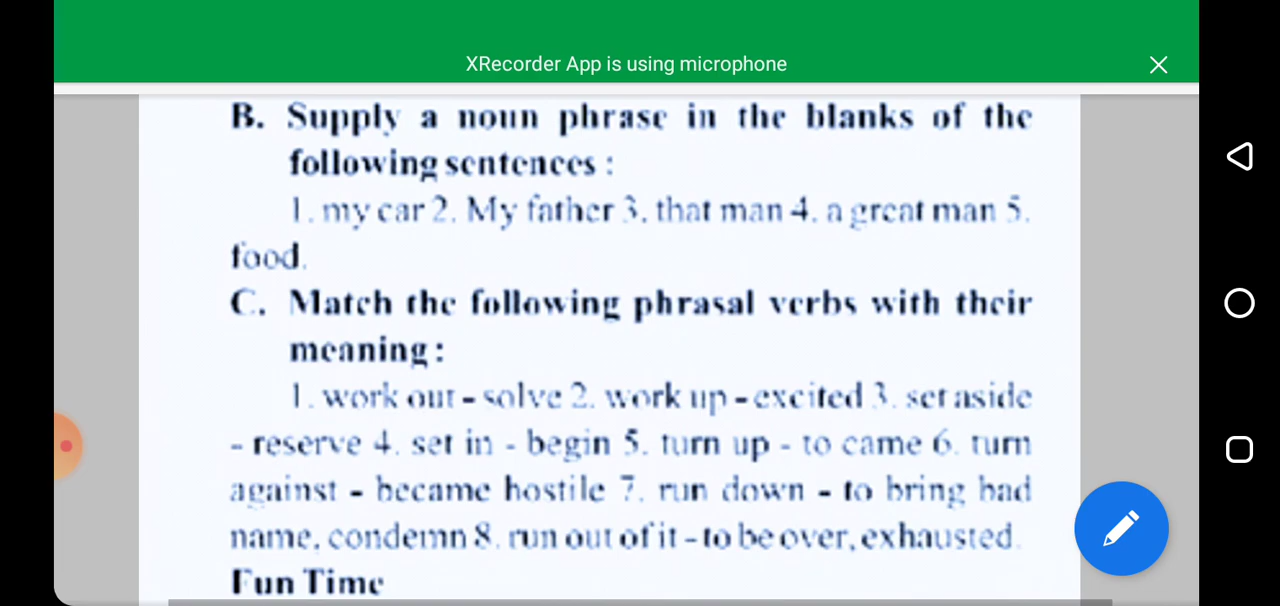 XRecorder App is using microphone
B. Supply a noun phrase in the blanks of the
following sentences :
1. my car 2. My father 3. that man 4. a great man 5.
food.
C. Match the following phrasal verbs with their
meaning :
1. work out - solve 2. work up - excited 3. set aside
- reserve 4. set in - begin 5. turn up - to came 6. turn
against - became hostile 7. run down - to bring bad
name, condemn 8. run out of it - to be over, exhausted.
Fun Time